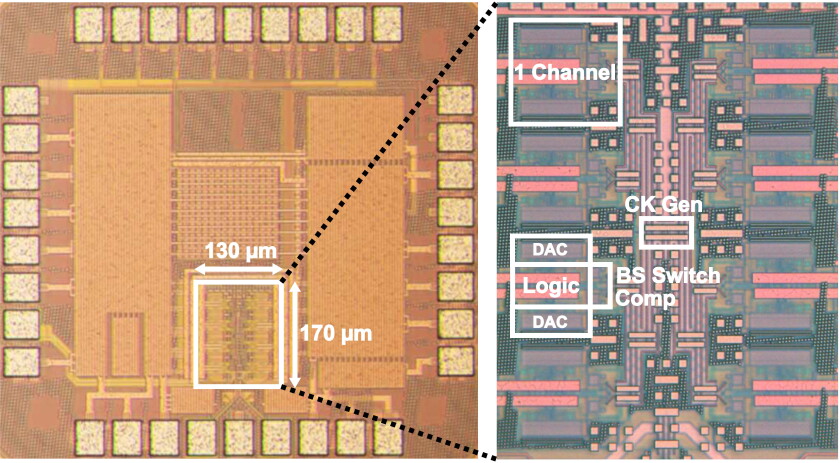 130 µm
170 µm
1 Channel
CK Gen
DAC
Logic
BS Switch
Comp
DAC